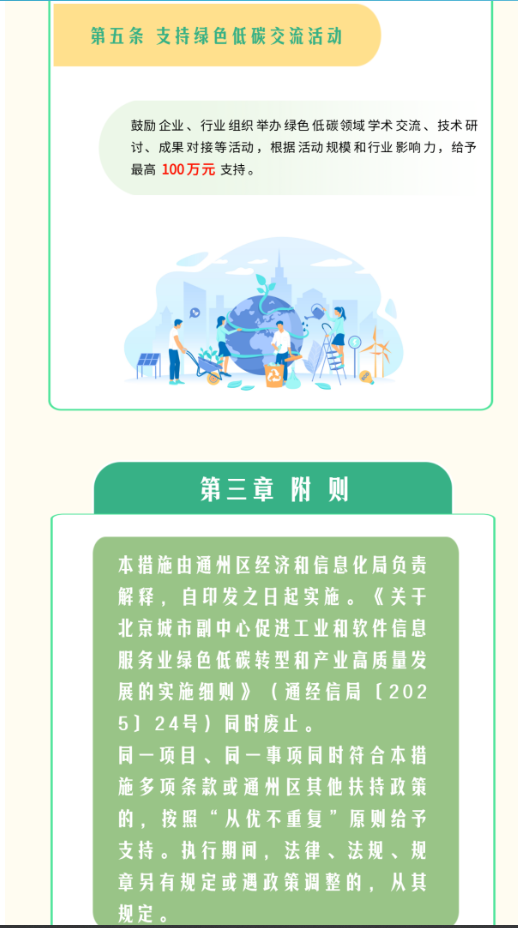 第五条 支持绿色低碳交流活动
鼓励企业、行业组织举办绿色低碳领域学术交流、技术研
讨、成果对接等活动，根据活动规模和行业影响力，给予
最高 100万元 支持。
第三章 附 则
本措施由通州区经济和信息化局负责
解释，自印发之日起实施。《关于
北京城市副中心促进工业和软件信息
服务业绿色低碳转型和产业高质量发
展的实施细则》（通经信局〔202
5〕24号）同时废止。
同一项目、同一事项同时符合本措
施多项条款或通州区其他扶持政策
的，按照“从优不重复”原则给予
支持。执行期间，法律、法规、规
章另有规定或遇政策调整的，从其
规定。